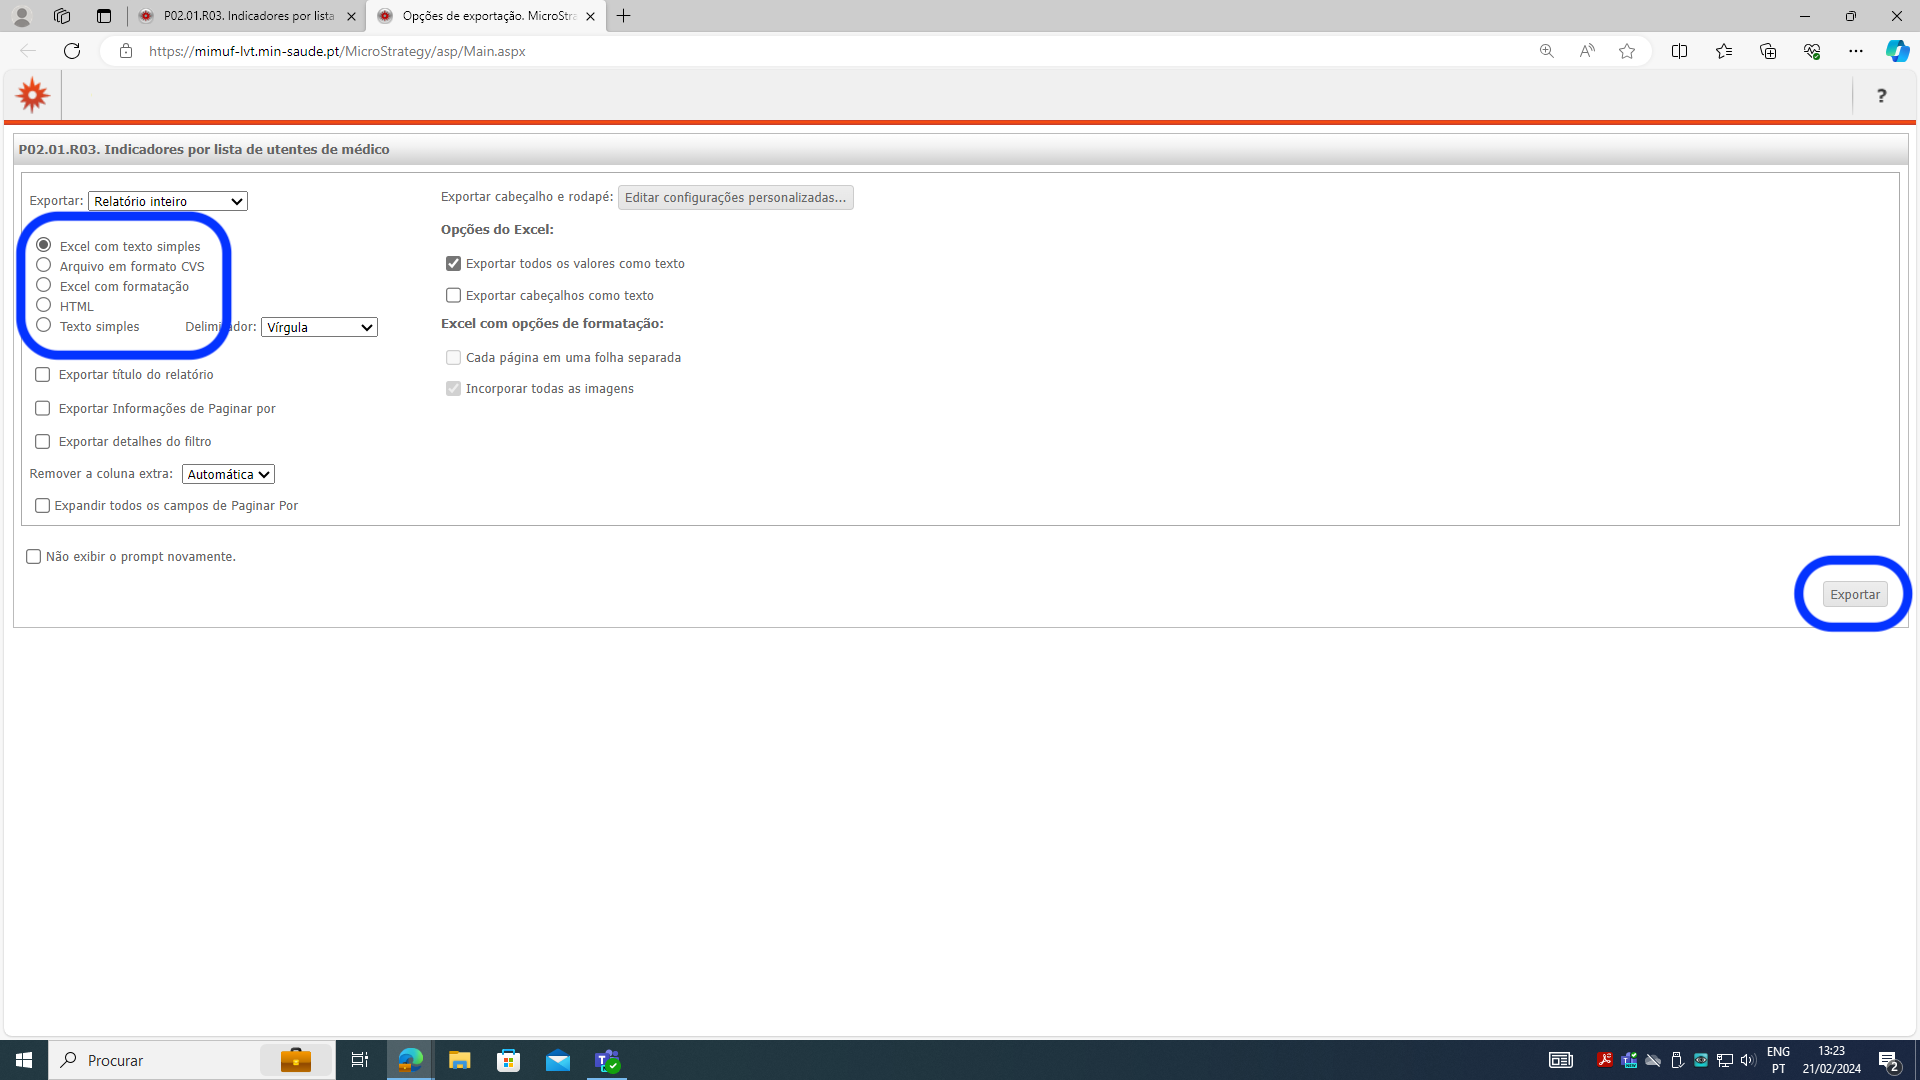 P02.01.R03. Indicadores por lista
Opções de exportação. MicroStra
https://mimuf-lvt.min-saude.pt/MicroStrategy/asp/Main.aspx
?
P02.01.R03. Indicadores por lista de utentes de médico
Exportar: Relatório inteiro
Exportar cabeçalho e rodapé: Editar configurações personalizadas...
Excel com texto simples
Arquivo em formato CVS
Excel com formatação
HTML
Texto simples
Delimitador: Vírgula
Exportar título do relatório
Exportar Informações de Paginar por
Exportar detalhes do filtro
Remover a coluna extra: Automática
Expandir todos os campos de Paginar Por
Opções do Excel:
Exportar todos os valores como texto
Exportar cabeçalhos como texto
Excel com opções de formatação:
Cada página em uma folha separada
Incorporar todas as imagens
Não exibir o prompt novamente.
Exportar
Procurar
ENG
PT
13:23
21/02/2024
2